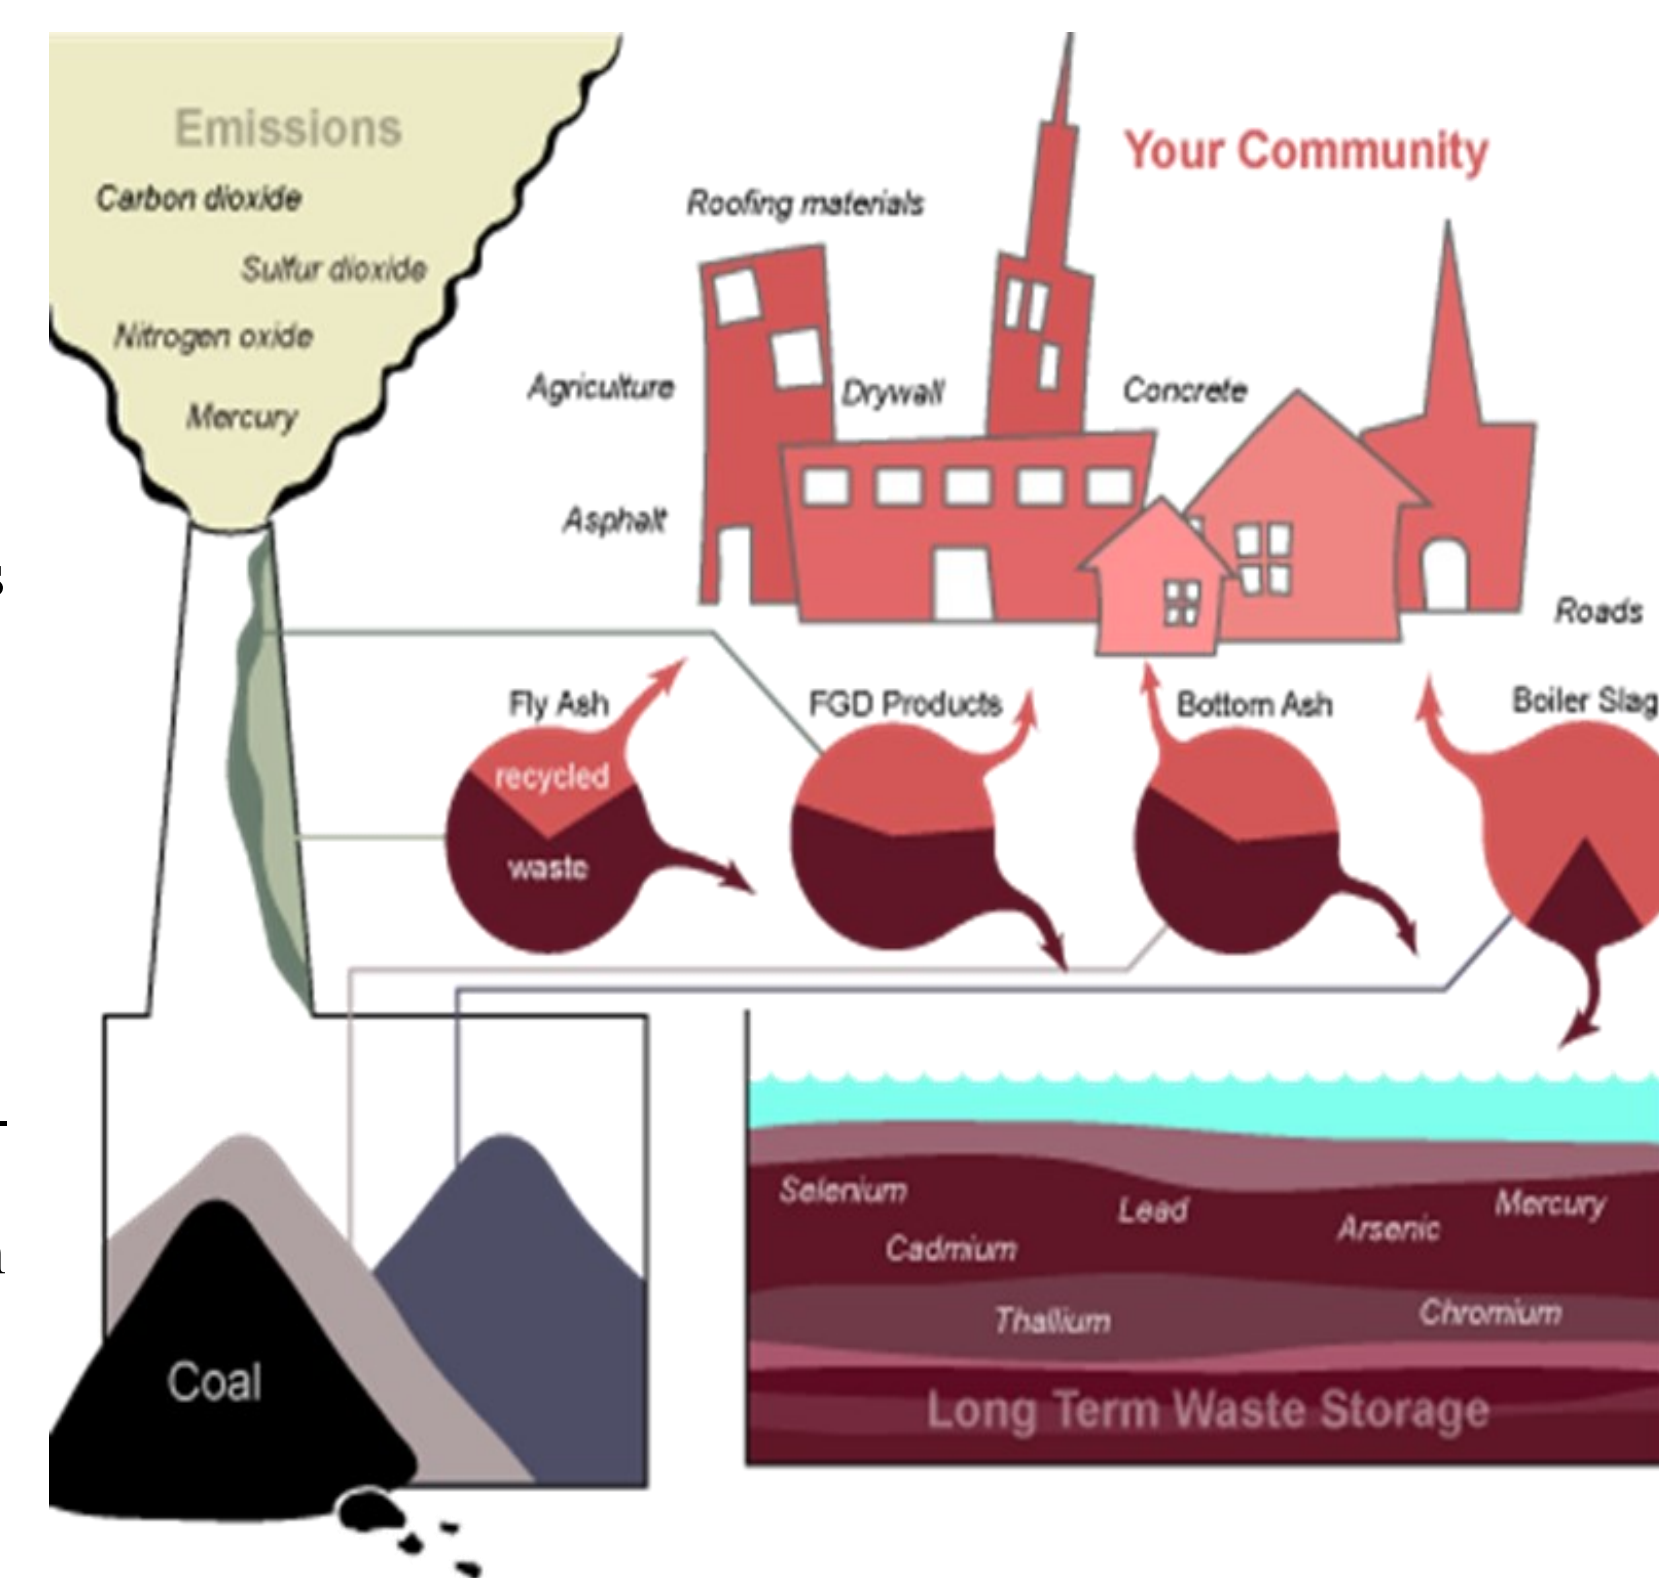 Emissions
Carbon dioxide
Sulfur dioxide
Nitrogen oxide
Mercury
Your Community
Roofing materials
Agriculture
Drywall
Concrete
Asphalt
Roads
Fly Ash
FGD Products
Bottom Ash
Boiler Slag
recycled
waste
Selenium
Lead
Arsenic
Mercury
Cadmium
Thallium
Chromium
Coal
Long Term Waste Storage